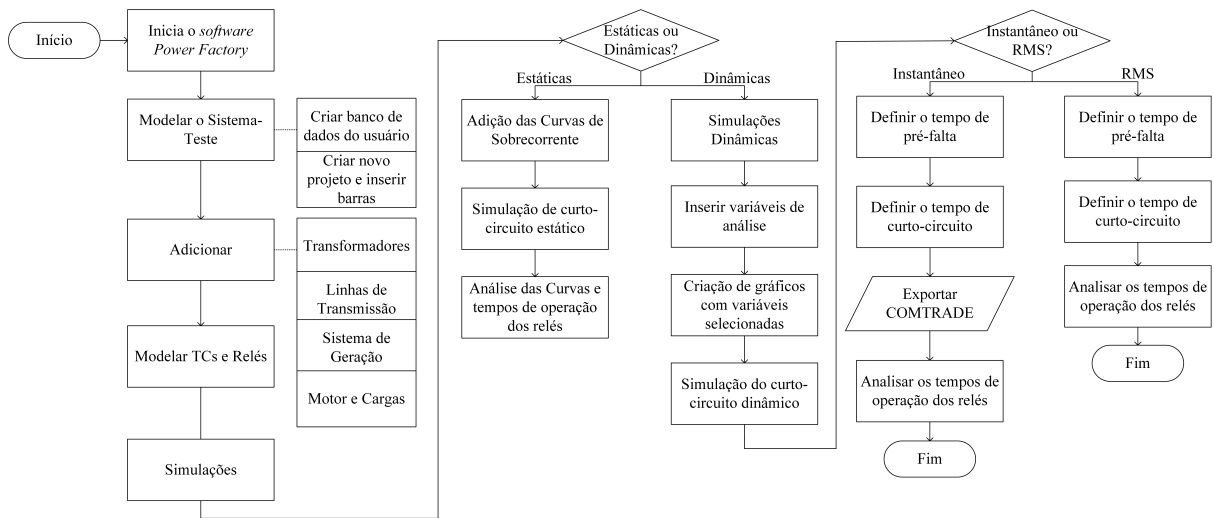 Início
Inicia o software
Power Factory
Modelar o Sistema-
Teste
Criar banco de
dados do usuário
Criar novo
projeto e inserir
barras
Adicionar
Transformadores
Linhas de
Transmissão
Sistema de
Geração
Motor e Cargas
Modelar TCs e Relés
Simulações
Estáticas ou
Dinâmicas?
Estáticas
Dinâmicas
Adição das Curvas de
Sobrecorrente
Simulação de curto-
circuito estático
Análise das Curvas e
tempos de operação
dos relés
Simulações
Dinâmicas
Inserir variáveis de
análise
Criação de gráficos
com variáveis
selecionadas
Simulação do curto-
circuito dinâmico
Instantâneo ou
RMS?
Instantâneo
RMS
Definir o tempo de
pré-falta
Definir o tempo de
curto-circuito
Exportar
COMTRADE
Analisar os tempos de
operação dos relés
Fim
Definir o tempo de
pré-falta
Definir o tempo de
curto-circuito
Analisar os tempos de
operação dos relés
Fim